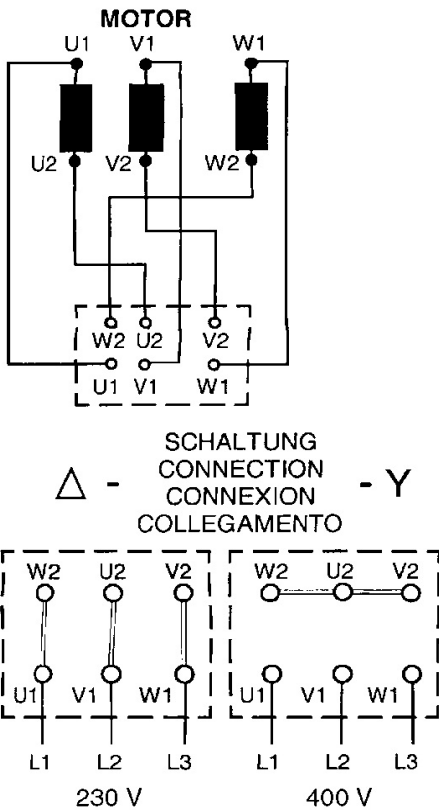 MOTOR
U1 V1 W1
U2 V2 W2
W2 U2 V2
U1 V1 W1
SCHALTUNG
Δ - CONNECTION - Y
CONNEXION
COLLEGAMENTO
W2 U2 V2 W2 U2 V2
U1 V1 W1 U1 V1 W1
L1 L2 L3 L1 L2 L3
230 V 400 V